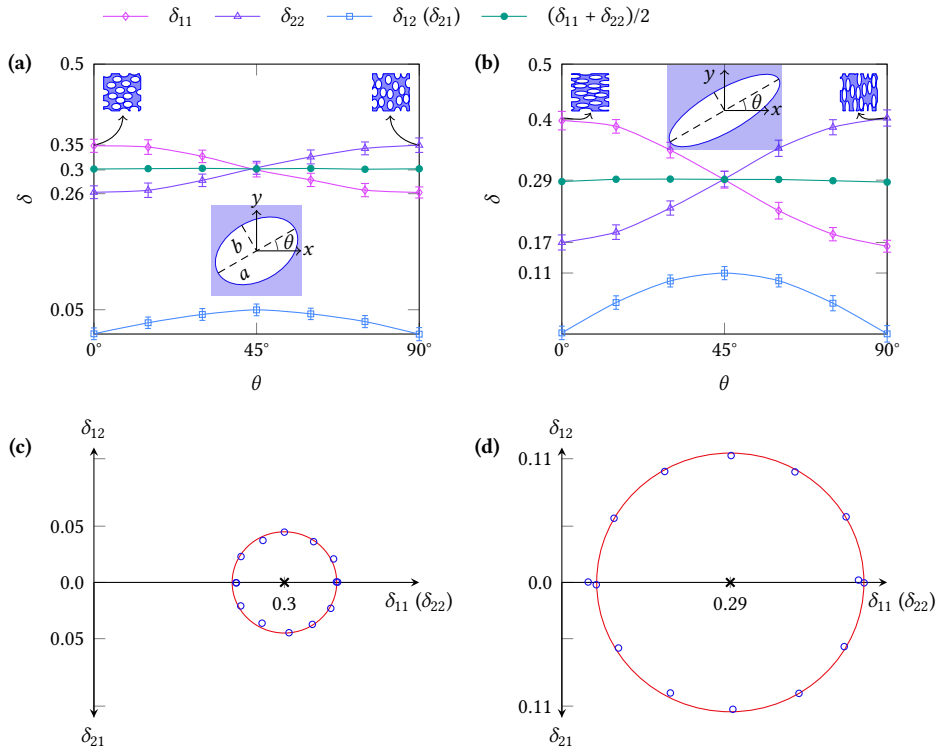 δ₁₁ δ₂₂ δ₁₂ (δ₂₁) (δ₁₁ + δ₂₂)/2
(a)
0.5
0.35
0.3
0.26
0.05
δ
y
x
θ
b
a
0° 45° 90°
θ
(b)
0.5
0.4
0.29
0.17
0.11
δ
y
x
θ
0° 45° 90°
θ
(c)
δ₁₂
0.05
0.0
0.05
0.3
δ₁₁ (δ₂₂)
δ₂₁
(d)
δ₁₂
0.11
0.0
0.11
0.29
δ₁₁ (δ₂₂)
δ₂₁